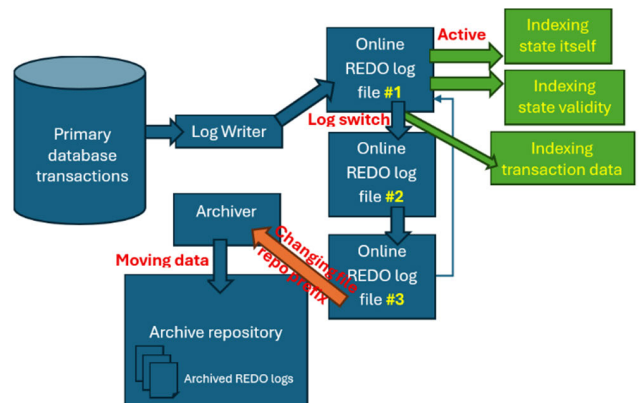 Primary
database
transactions
Log Writer
Online
REDO log
file #1
Active
Indexing
state itself
Indexing
state validity
Indexing
transaction data
Log switch
Online
REDO log
file #2
Online
REDO log
file #3
Changing file
repo prefix
Archiver
Moving data
Archive repository
Archived REDO logs